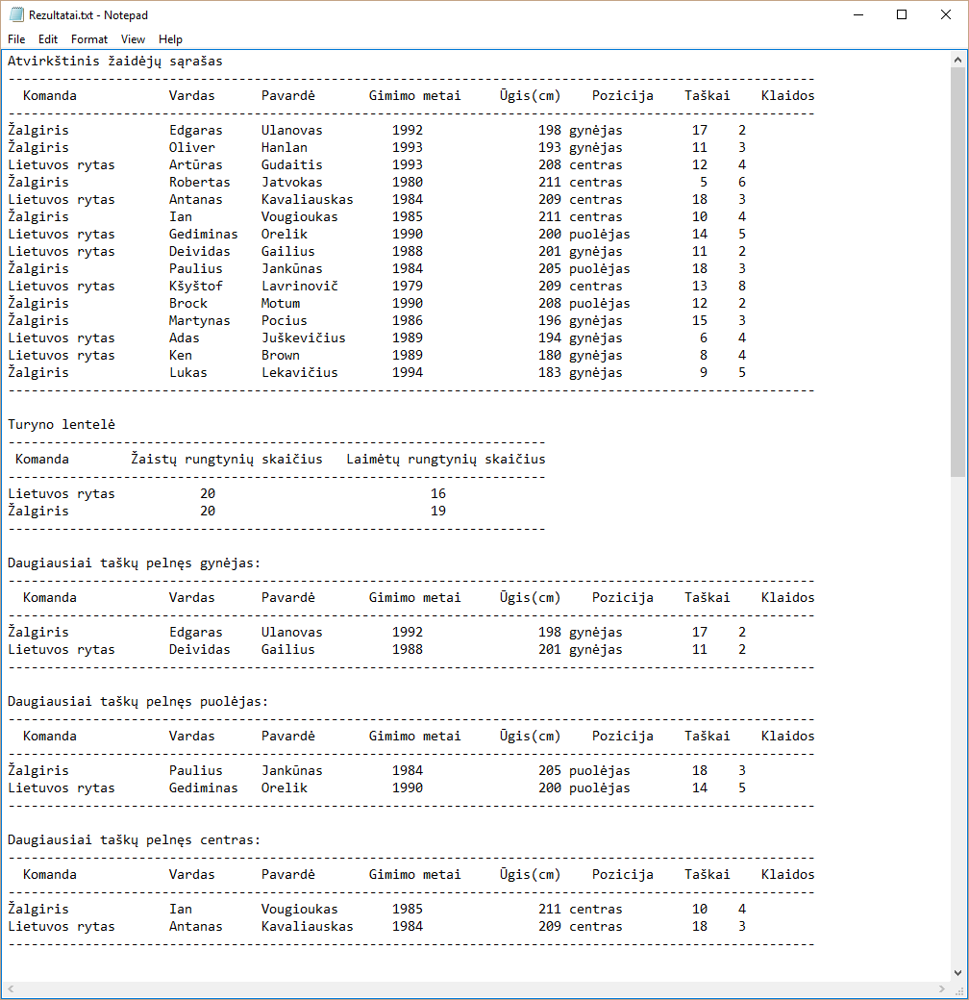 Rezultatai.txt - Notepad
File Edit Format View Help
Atvirkštinis žaidėjų sąrašas
---------------------------------------------------------------------------------------------------------
  Komanda            Vardas      Pavardė       Gimimo metai     Ūgis(cm)    Pozicija    Taškai    Klaidos
---------------------------------------------------------------------------------------------------------
Žalgiris             Edgaras     Ulanovas         1992               198 gynėjas         17    2
Žalgiris             Oliver      Hanlan           1993               193 gynėjas         11    3
Lietuvos rytas       Artūras     Gudaitis         1993               208 centras         12    4
Žalgiris             Robertas    Jatvokas         1980               211 centras          5    6
Lietuvos rytas       Antanas     Kavaliauskas     1984               209 centras         18    3
Žalgiris             Ian         Vougioukas       1985               211 centras         10    4
Lietuvos rytas       Gediminas   Orelik           1990               200 puolėjas        14    5
Lietuvos rytas       Deividas    Gailius          1988               201 gynėjas         11    2
Žalgiris             Paulius     Jankūnas         1984               205 puolėjas        18    3
Lietuvos rytas       Kšyštof     Lavrinovič       1979               209 centras         13    8
Žalgiris             Brock       Motum            1990               208 puolėjas        12    2
Žalgiris             Martynas    Pocius           1986               196 gynėjas         15    3
Lietuvos rytas       Adas        Juškevičius      1989               194 gynėjas          6    4
Lietuvos rytas       Ken         Brown            1989               180 gynėjas          8    4
Žalgiris             Lukas       Lekavičius       1994               183 gynėjas          9    5
---------------------------------------------------------------------------------------------------------
Turyno lentelė
----------------------------------------------------------------------
 Komanda        Žaistų rungtynių skaičius   Laimėtų rungtynių skaičius
----------------------------------------------------------------------
Lietuvos rytas           20                            16
Žalgiris                 20                            19
----------------------------------------------------------------------
Daugiausiai taškų pelnęs gynėjas:
---------------------------------------------------------------------------------------------------------
  Komanda            Vardas      Pavardė       Gimimo metai     Ūgis(cm)    Pozicija    Taškai    Klaidos
---------------------------------------------------------------------------------------------------------
Žalgiris             Edgaras     Ulanovas         1992               198 gynėjas         17    2
Lietuvos rytas       Deividas    Gailius          1988               201 gynėjas         11    2
---------------------------------------------------------------------------------------------------------
Daugiausiai taškų pelnęs puolėjas:
---------------------------------------------------------------------------------------------------------
  Komanda            Vardas      Pavardė       Gimimo metai     Ūgis(cm)    Pozicija    Taškai    Klaidos
---------------------------------------------------------------------------------------------------------
Žalgiris             Paulius     Jankūnas         1984               205 puolėjas        18    3
Lietuvos rytas       Gediminas   Orelik           1990               200 puolėjas        14    5
---------------------------------------------------------------------------------------------------------
Daugiausiai taškų pelnęs centras:
---------------------------------------------------------------------------------------------------------
  Komanda            Vardas      Pavardė       Gimimo metai     Ūgis(cm)    Pozicija    Taškai    Klaidos
---------------------------------------------------------------------------------------------------------
Žalgiris             Ian         Vougioukas       1985               211 centras         10    4
Lietuvos rytas       Antanas     Kavaliauskas     1984               209 centras         18    3
---------------------------------------------------------------------------------------------------------